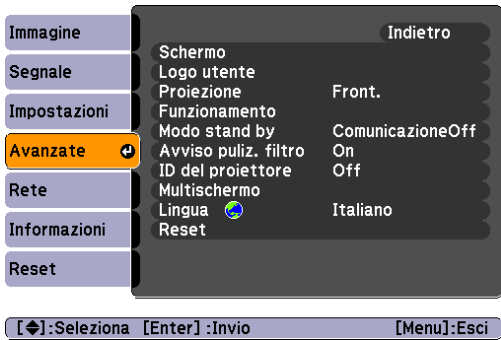 Immagine
Segnale
Impostazioni
Avanzate
Rete
Informazioni
Reset
Indietro
Schermo
Logo utente
Proiezione Front.
Funzionamento
Modo stand by ComunicazioneOff
Avviso puliz. filtro On
ID del proiettore Off
Multischermo
Lingua Italiano
Reset
[◆]:Seleziona [Enter] :Invio [Menu]:Esci